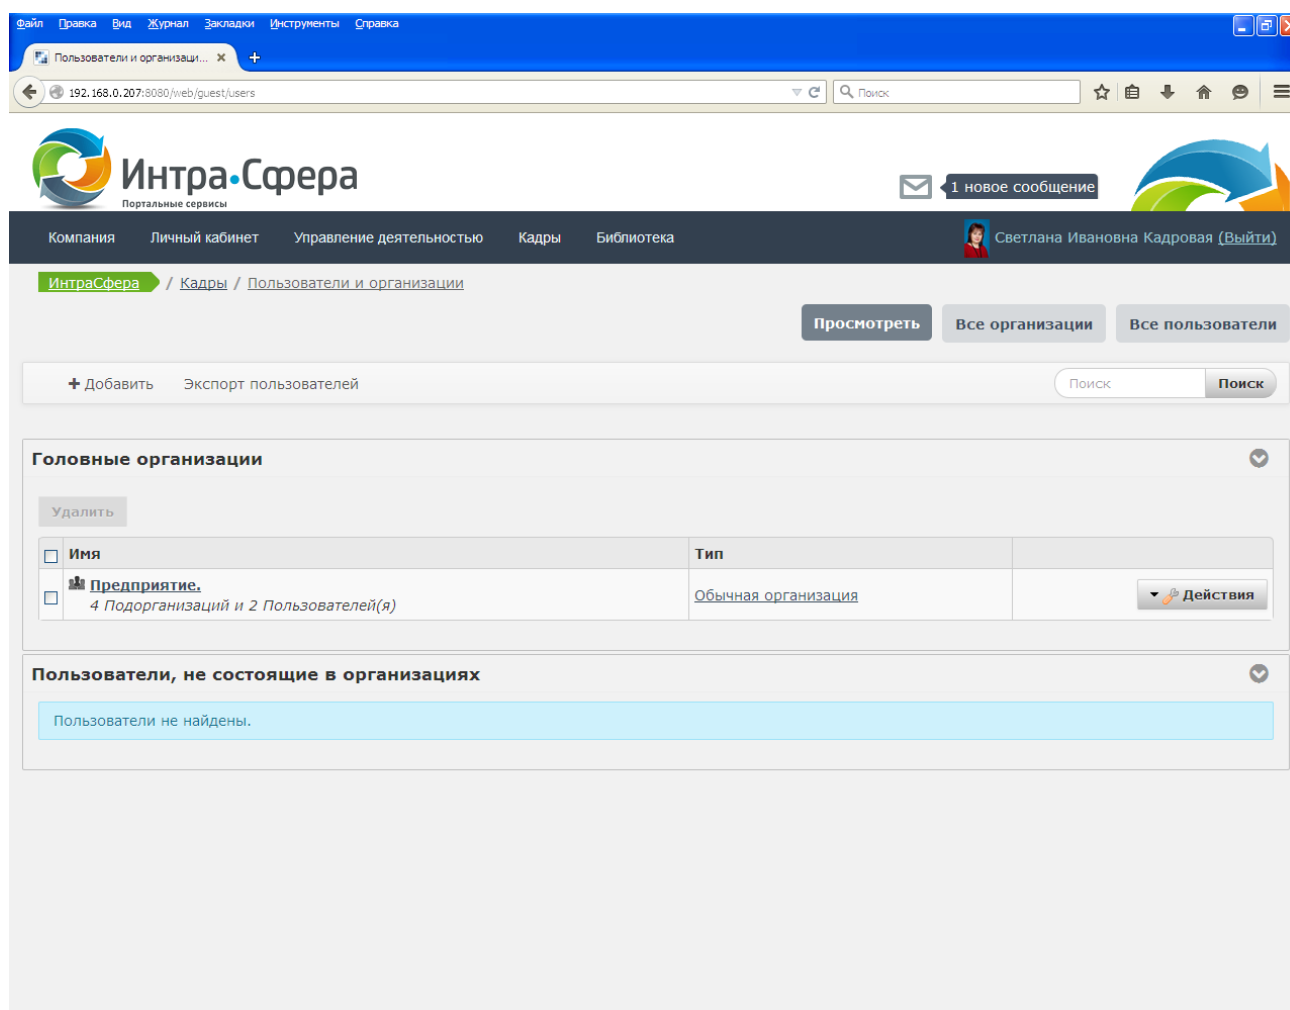 Файл Правка Вид Журнал Закладки Инструменты Справка
Пользователи и организаци...
192.168.0.207:8080/web/guest/users
Поиск
Интра•Сфера
Портальные сервисы
1 новое сообщение
Компания Личный кабинет Управление деятельностью Кадры Библиотека
Светлана Ивановна Кадровая (Выйти)
ИнтраСфера / Кадры / Пользователи и организации
Просмотреть Все организации Все пользователи
Добавить Экспорт пользователей
Поиск Поиск
Головные организации
Удалить
Имя Тип
Предприятие.
4 Подорганизаций и 2 Пользователей(я)
Обычная организация
Действия
Пользователи, не состоящие в организациях
Пользователи не найдены.